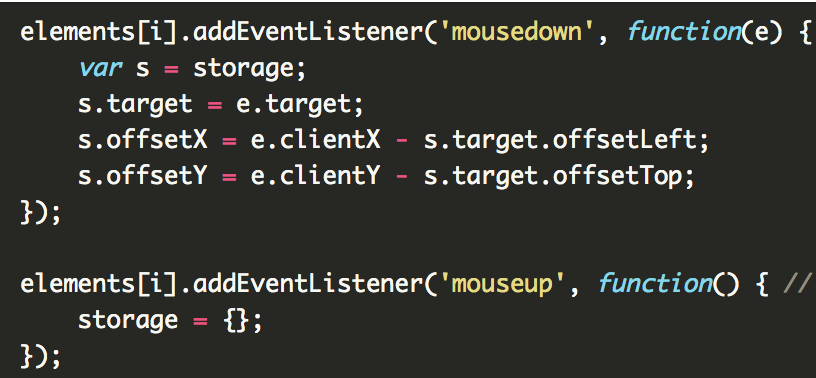 elements[i].addEventListener('mousedown', function(e) {
    var s = storage;
    s.target = e.target;
    s.offsetX = e.clientX - s.target.offsetLeft;
    s.offsetY = e.clientY - s.target.offsetTop;
});

elements[i].addEventListener('mouseup', function() { //
    storage = {};
});